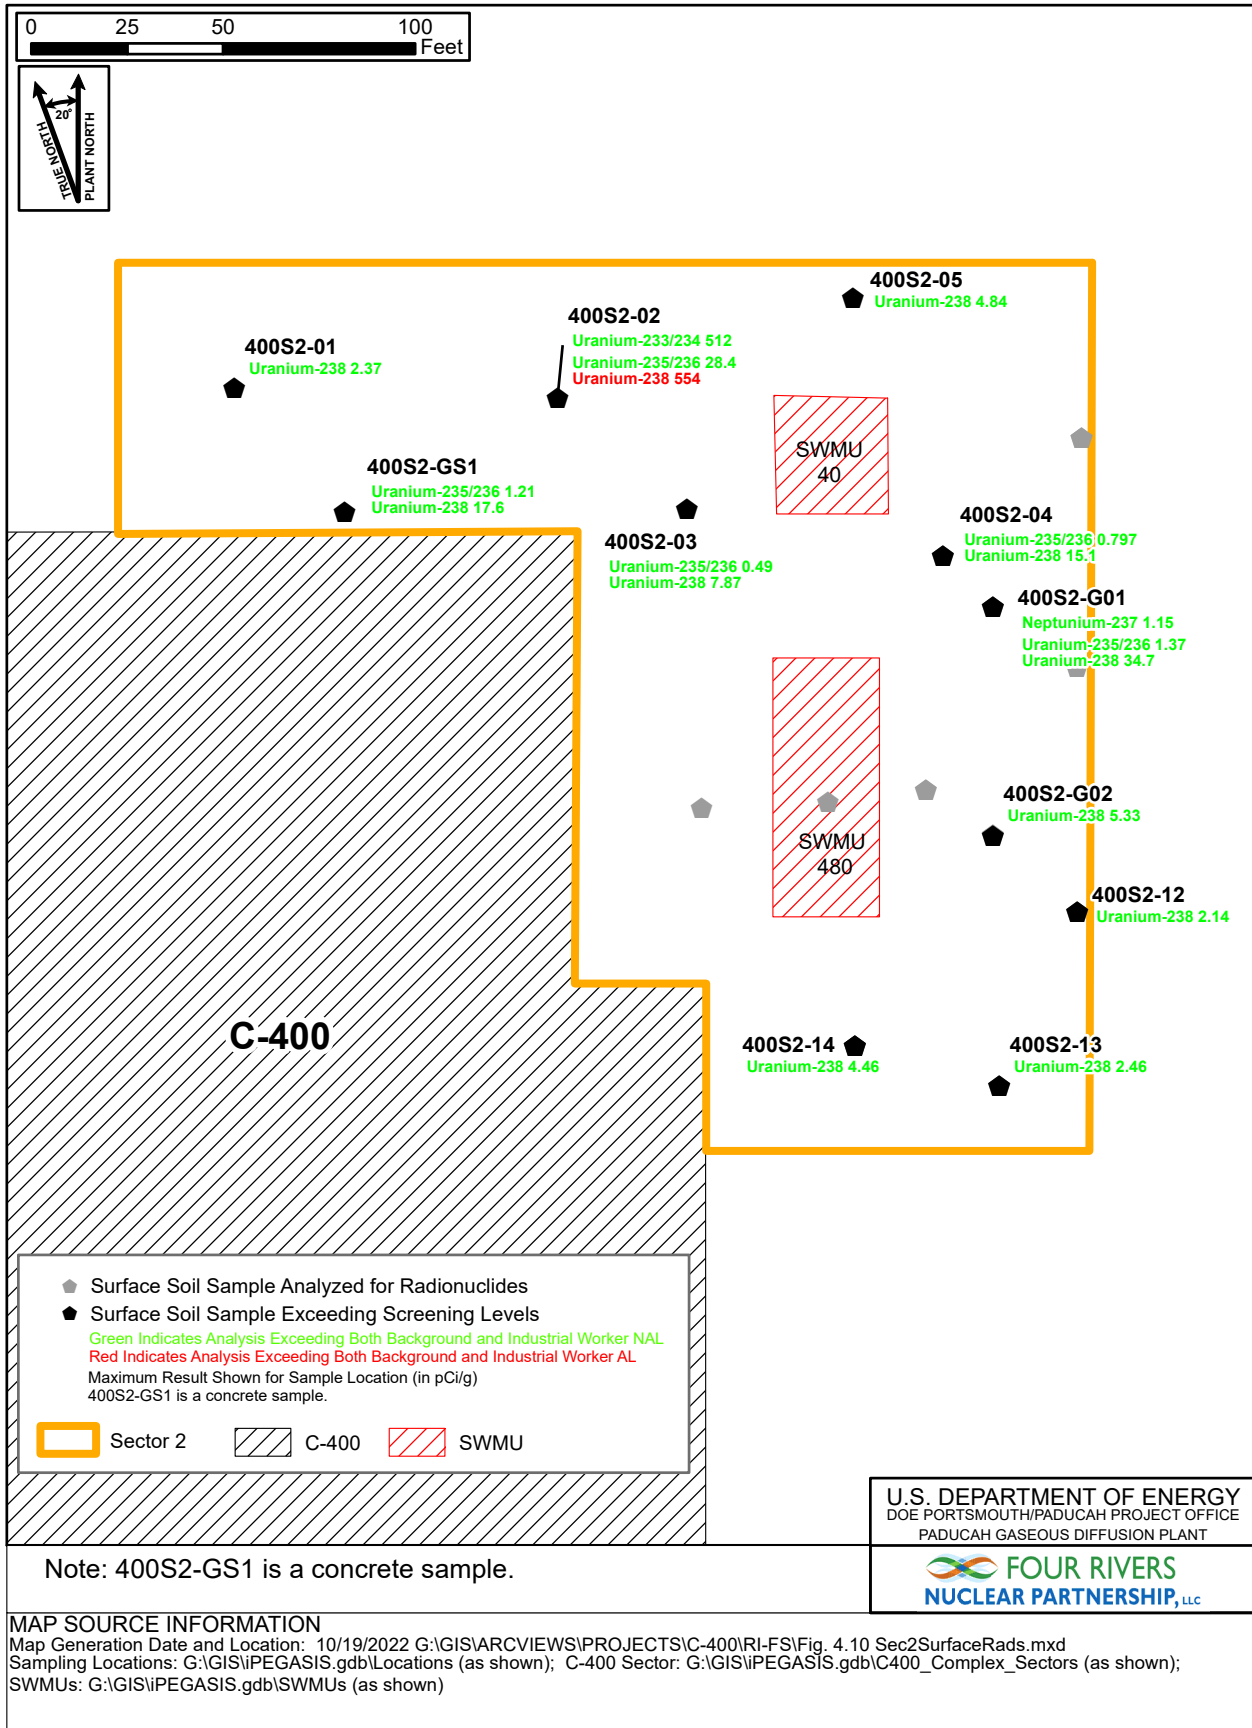 0 25 50 100
Feet
20°
TRUE NORTH
PLANT NORTH
400S2-05
Uranium-238 4.84
400S2-02
Uranium-233/234 512
Uranium-235/236 28.4
Uranium-238 554
400S2-01
Uranium-238 2.37
SWMU
40
400S2-GS1
Uranium-235/236 1.21
Uranium-238 17.6
400S2-04
Uranium-235/236 0.797
Uranium-238 15.1
400S2-03
Uranium-235/236 0.49
Uranium-238 7.87
400S2-G01
Neptunium-237 1.15
Uranium-235/236 1.37
Uranium-238 34.7
400S2-G02
Uranium-238 5.33
SWMU
480
400S2-12
Uranium-238 2.14
C-400
400S2-14
Uranium-238 4.46
400S2-13
Uranium-238 2.46
Surface Soil Sample Analyzed for Radionuclides
Surface Soil Sample Exceeding Screening Levels
Green Indicates Analysis Exceeding Both Background and Industrial Worker NAL
Red Indicates Analysis Exceeding Both Background and Industrial Worker AL
Maximum Result Shown for Sample Location (in pCi/g)
400S2-GS1 is a concrete sample.
Sector 2 C-400 SWMU
U.S. DEPARTMENT OF ENERGY
DOE PORTSMOUTH/PADUCAH PROJECT OFFICE
PADUCAH GASEOUS DIFFUSION PLANT
FOUR RIVERS
NUCLEAR PARTNERSHIP, LLC
Note: 400S2-GS1 is a concrete sample.
MAP SOURCE INFORMATION
Map Generation Date and Location: 10/19/2022 G:\GIS\ARCVIEWS\PROJECTS\C-400\RI-FS\Fig. 4.10 Sec2SurfaceRads.mxd
Sampling Locations: G:\GIS\iPEGASIS.gdb\Locations (as shown); C-400 Sector: G:\GIS\iPEGASIS.gdb\C400_Complex_Sectors (as shown);
SWMUs: G:\GIS\iPEGASIS.gdb\SWMUs (as shown)